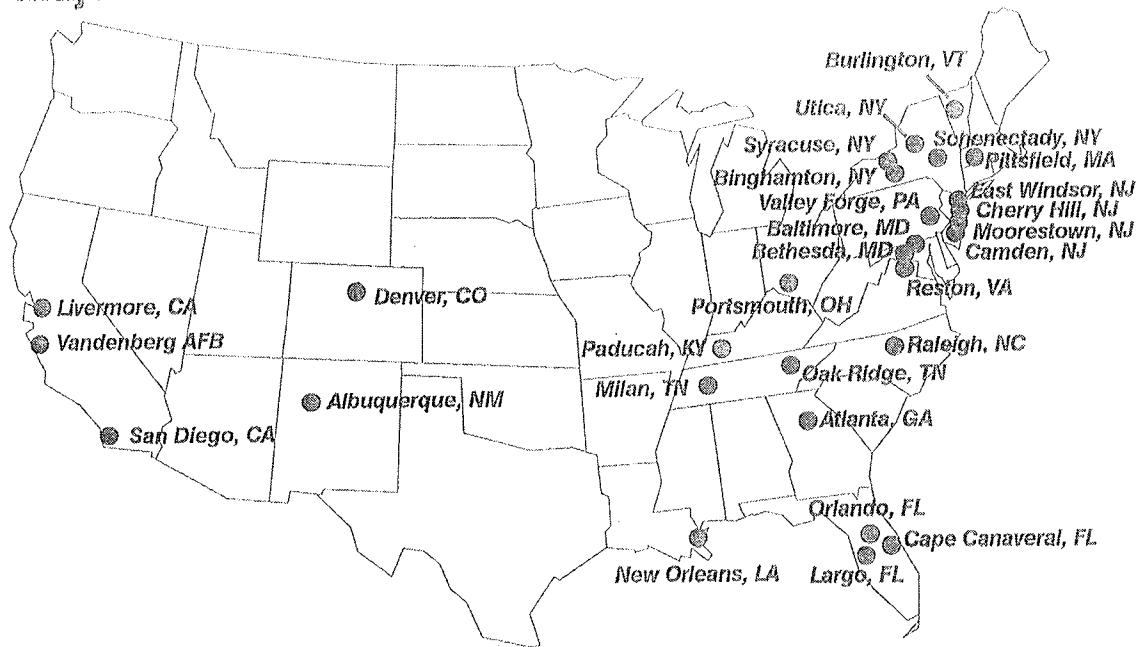 Burlington, VT
Utica, NY
Syracuse, NY
Schenectady, NY
Pittsfield, MA
Binghamton, NY
East Windsor, NJ
Valley Forge, PA
Cherry Hill, NJ
Baltimore, MD
Moorestown, NJ
Bethesda, MD
Camden, NJ
Reston, VA
Denver, CO
Portsmouth, OH
Livermore, CA
Vandenberg AFB
Paducah, KY
Raleigh, NC
Oak Ridge, TN
Milan, TN
Albuquerque, NM
Atlanta, GA
San Diego, CA
Orlando, FL
Cape Canaveral, FL
New Orleans, LA
Largo, FL